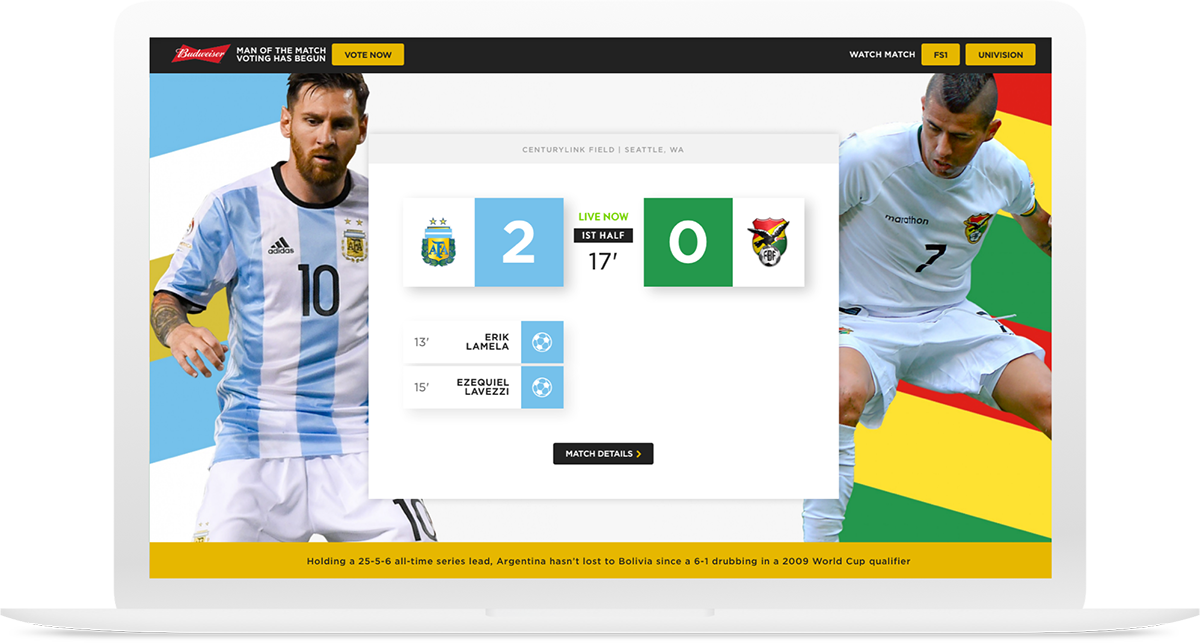 Budweiser
MAN OF THE MATCH
VOTING HAS BEGUN
VOTE NOW
WATCH MATCH
FS1
UNIVISION
CENTURYLINK FIELD | SEATTLE, WA
adidas
AFA
10
2
LIVE NOW
1ST HALF
17'
0
FBF
marathon
7
13'
ERIK
LAMELA
15'
EZEQUIEL
LAVEZZI
MATCH DETAILS >
10
Holding a 25-5-6 all-time series lead, Argentina hasn't lost to Bolivia since a 6-1 drubbing in a 2009 World Cup qualifier